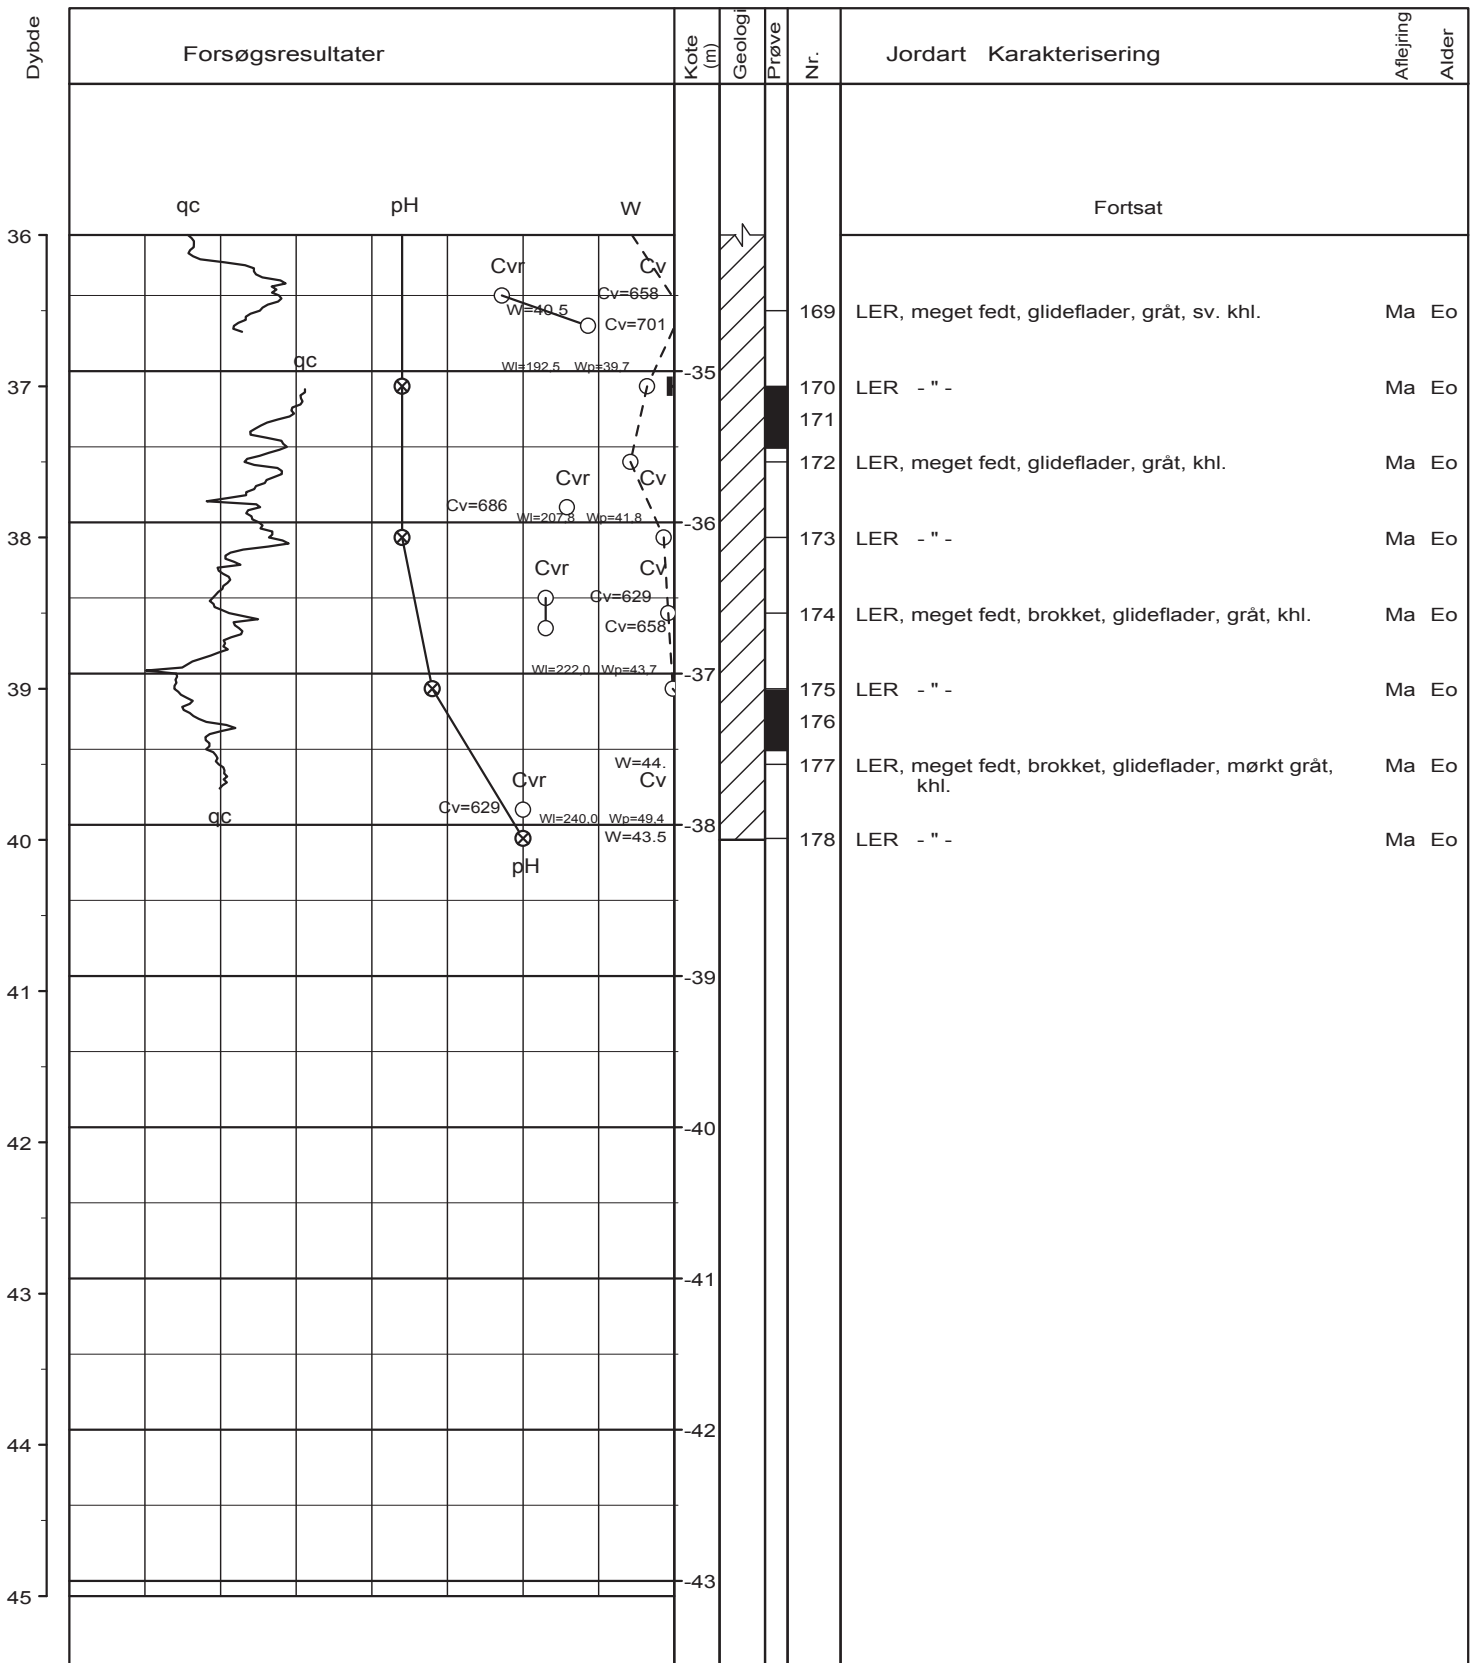 Dybde
Forsøgsresultater
Kote (m)
Geologi
Prøve
Nr.
Jordart Karakterisering
Aflejring
Alder
qc pH W
Fortsat
36
Cvr Cv
Cv=658
W=40.5
Cv=701
169 LER, meget fedt, glideflader, gråt, sv. khl. Ma Eo
qc
Wl=192,5 Wp=39,7
-35
37
170 LER - " - Ma Eo
171
172 LER, meget fedt, glideflader, gråt, khl. Ma Eo
Cvr Cv
Cv=686
Wl=207,8 Wp=41,8
-36
38
173 LER - " - Ma Eo
Cvr Cv
Cv=629
Cv=658
174 LER, meget fedt, brokket, glideflader, gråt, khl. Ma Eo
Wl=222,0 Wp=43,7
-37
39
175 LER - " - Ma Eo
176
W=44.
177 LER, meget fedt, brokket, glideflader, mørkt gråt, Ma Eo
khl.
Cvr Cv
Cv=629
qc
Wl=240,0 Wp=49,4
-38
W=43.5
40
178 LER - " - Ma Eo
pH
-39
41
-40
42
-41
43
-42
44
-43
45